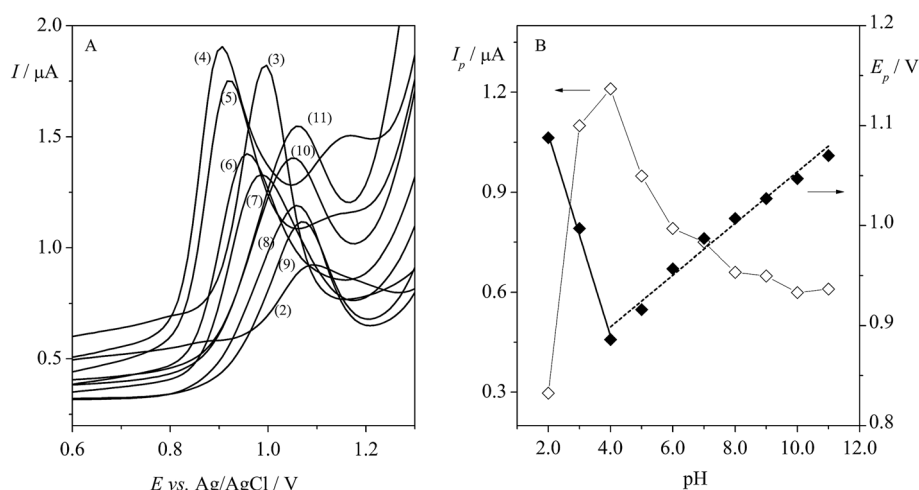 A
I / μA
2.0
1.5
1.0
0.5
0.6 0.8 1.0 1.2
E vs. Ag/AgCl / V
(4)
(3)
(5)
(11)
(10)
(6)
(7)
(8)
(9)
(2)
B
Ip / μA
1.2
0.9
0.6
0.3
2.0 4.0 6.0 8.0 10.0 12.0
pH
Ep / V
1.2
1.1
1.0
0.9
0.8